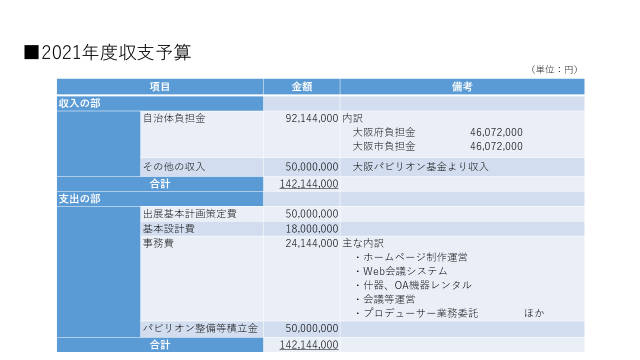 ■2021年度収支予算
（単位：円）
項目 金額 備考
収入の部
自治体負担金 92,144,000 内訳
大阪府負担金 46,072,000
大阪市負担金 46,072,000
その他の収入 50,000,000 大阪パビリオン基金より収入
合計 142,144,000
支出の部
出展基本計画策定費 50,000,000
基本設計費 18,000,000
事務費 24,144,000 主な内訳
・ホームページ制作運営
・Web会議システム
・什器、OA機器レンタル
・会議等運営
・プロデューサー業務委託 ほか
パビリオン整備等積立金 50,000,000
合計 142,144,000